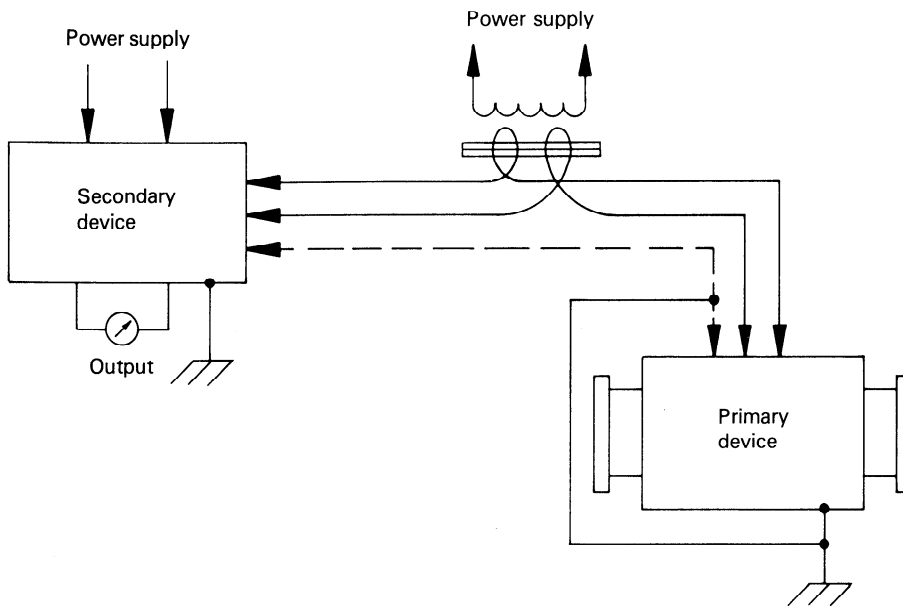 Power supply
Power supply
Secondary
device
Output
Primary
device